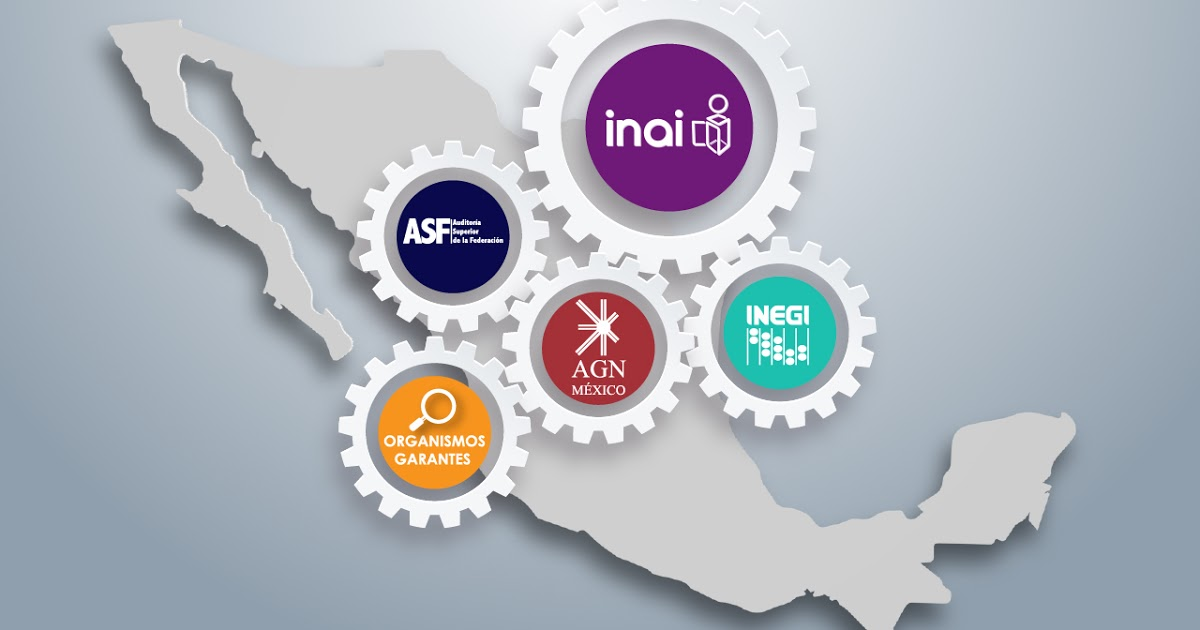 inai
ASF
Auditoría
Superior
de la Federación
AGN
MÉXICO
INEGI
ORGANISMOS
GARANTES